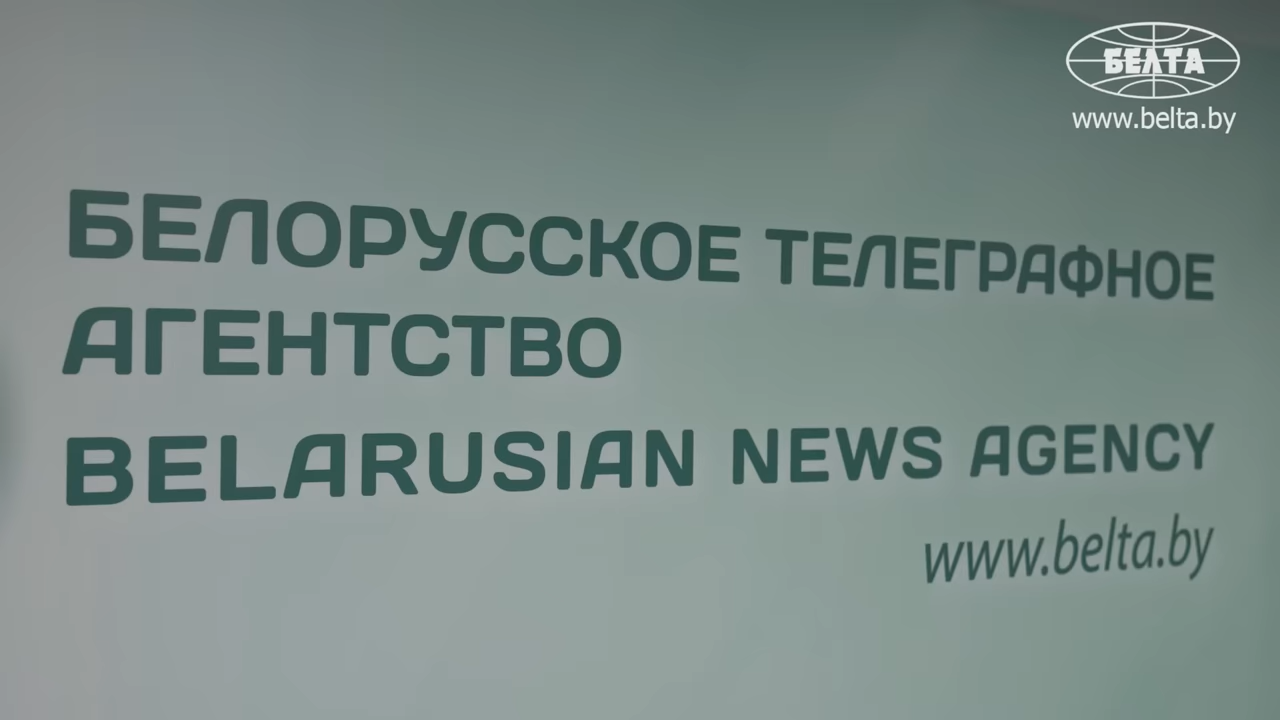 БЕЛТА
www.belta.by
БЕЛОРУССКОЕ ТЕЛЕГРАФНОЕ
АГЕНТСТВО
BELARUSIAN NEWS AGENCY
www.belta.by